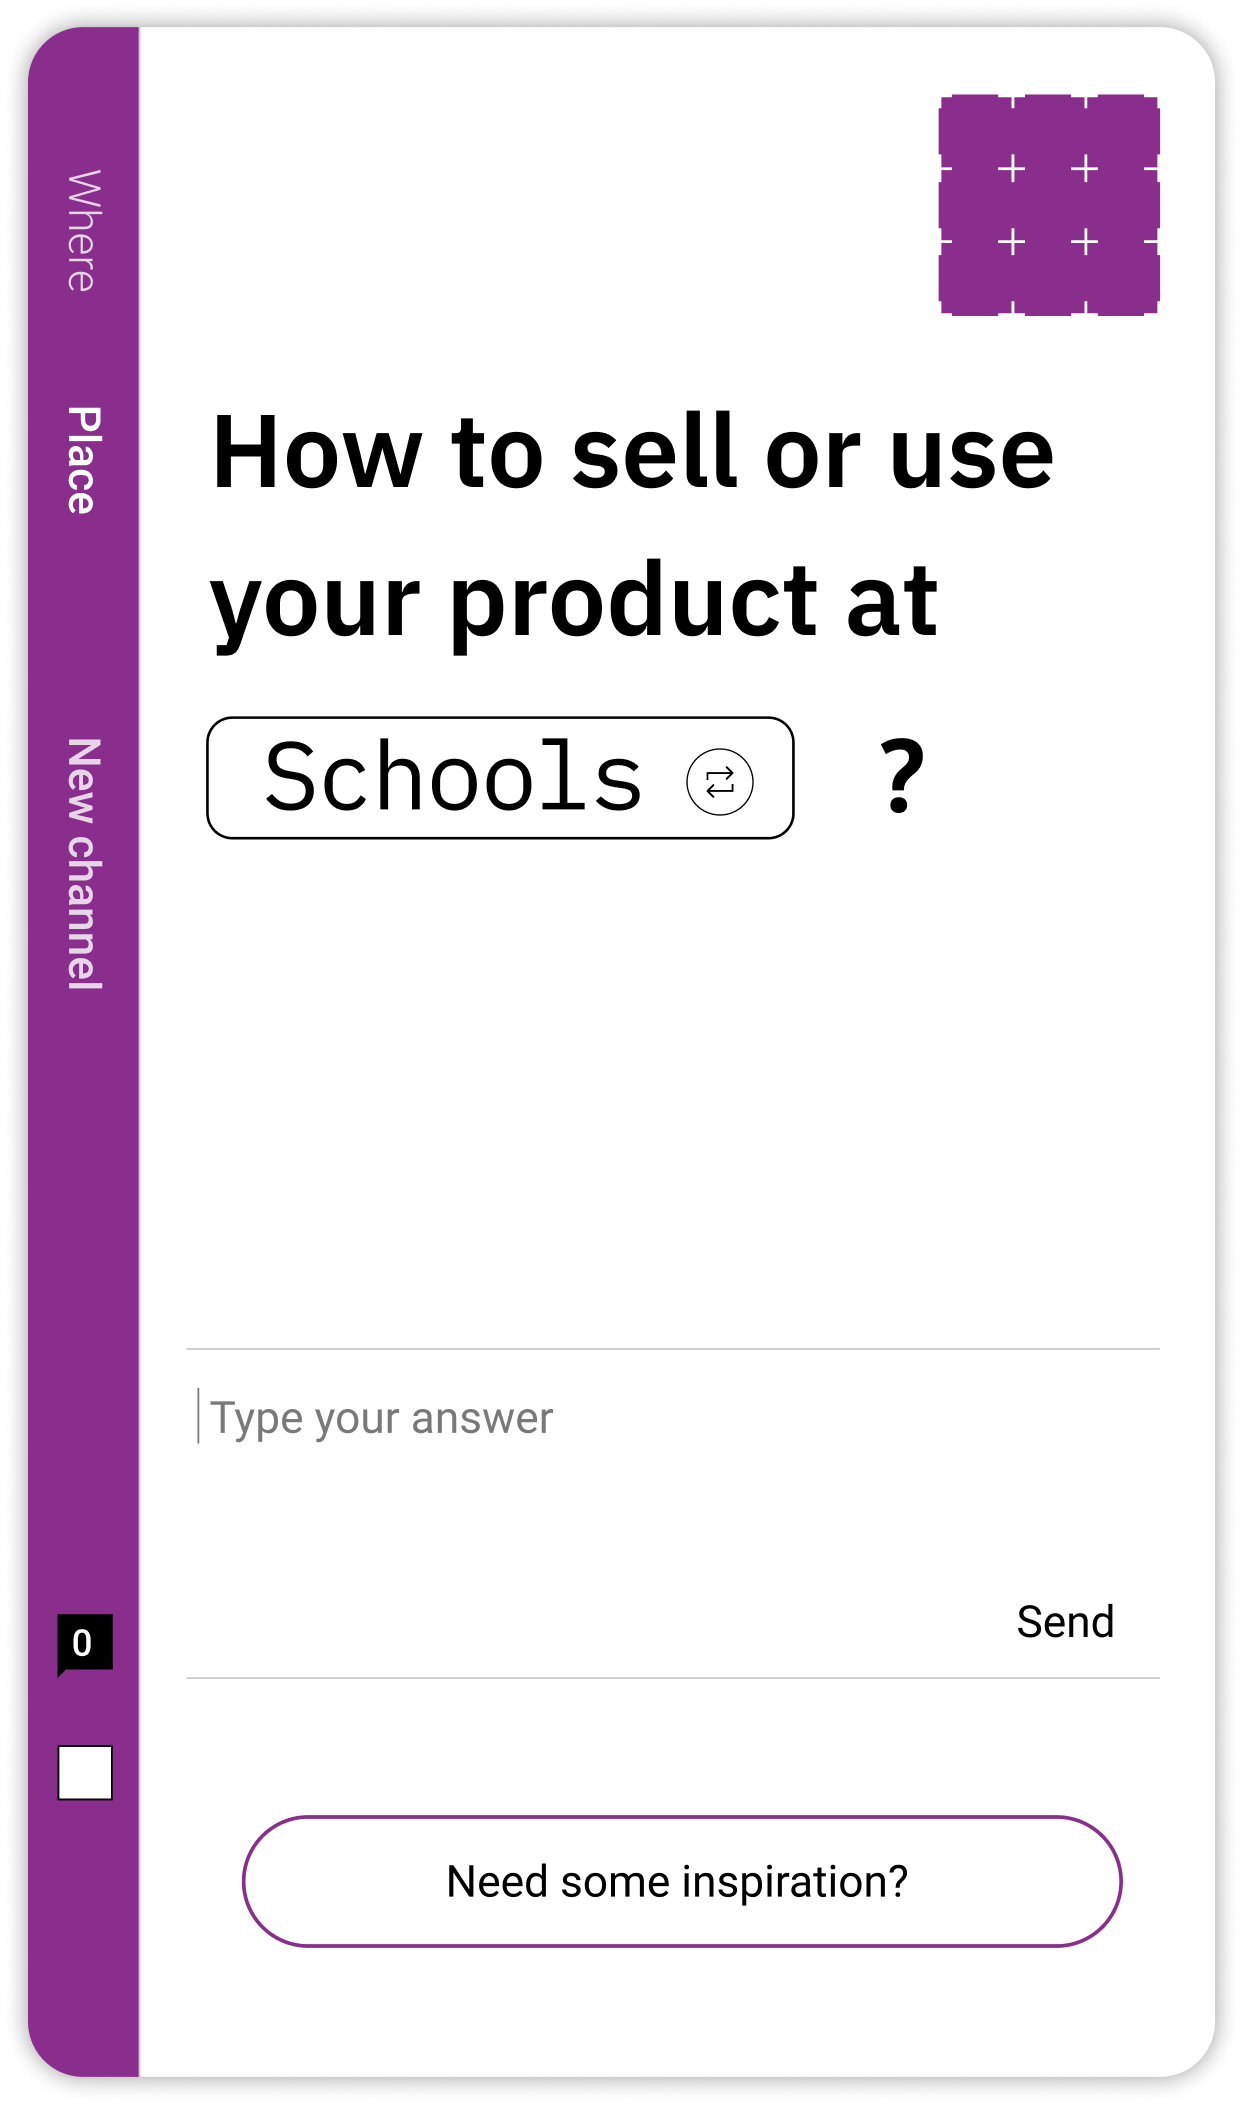 Where
Place
New channel
0
How to sell or use
your product at
Schools ?
Type your answer
Send
Need some inspiration?